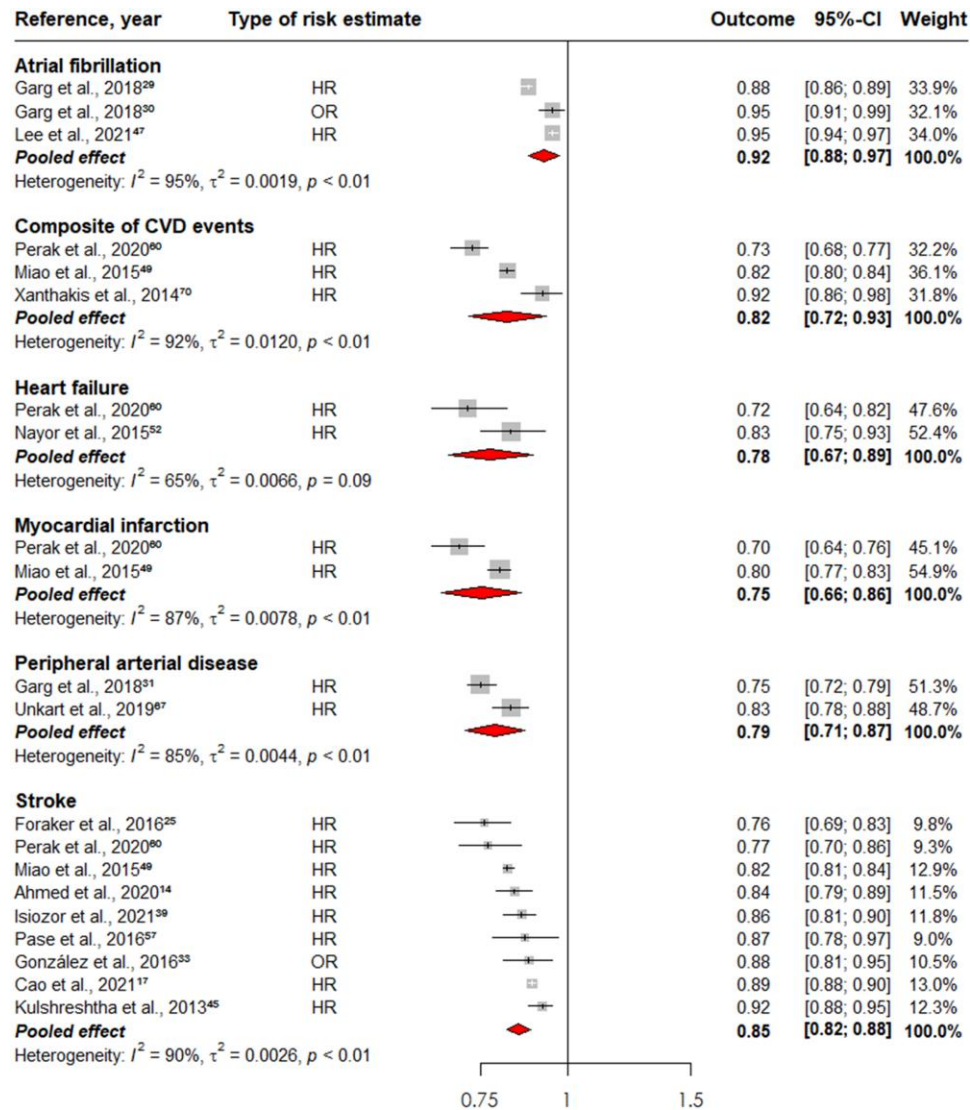 Reference, year Type of risk estimate Outcome 95%-CI Weight
Atrial fibrillation
Garg et al., 2018²⁹ HR 0.88 [0.86; 0.89] 33.9%
Garg et al., 2018³⁰ OR 0.95 [0.91; 0.99] 32.1%
Lee et al., 2021⁴⁷ HR 0.95 [0.94; 0.97] 34.0%
Pooled effect 0.92 [0.88; 0.97] 100.0%
Heterogeneity: I² = 95%, τ² = 0.0019, p < 0.01
Composite of CVD events
Perak et al., 2020⁶⁰ HR 0.73 [0.68; 0.77] 32.2%
Miao et al., 2015⁴⁹ HR 0.82 [0.80; 0.84] 36.1%
Xanthakis et al., 2014⁷⁰ HR 0.92 [0.86; 0.98] 31.8%
Pooled effect 0.82 [0.72; 0.93] 100.0%
Heterogeneity: I² = 92%, τ² = 0.0120, p < 0.01
Heart failure
Perak et al., 2020⁶⁰ HR 0.72 [0.64; 0.82] 47.6%
Nayor et al., 2015⁵² HR 0.83 [0.75; 0.93] 52.4%
Pooled effect 0.78 [0.67; 0.89] 100.0%
Heterogeneity: I² = 65%, τ² = 0.0066, p = 0.09
Myocardial infarction
Perak et al., 2020⁶⁰ HR 0.70 [0.64; 0.76] 45.1%
Miao et al., 2015⁴⁹ HR 0.80 [0.77; 0.83] 54.9%
Pooled effect 0.75 [0.66; 0.86] 100.0%
Heterogeneity: I² = 87%, τ² = 0.0078, p < 0.01
Peripheral arterial disease
Garg et al., 2018³¹ HR 0.75 [0.72; 0.79] 51.3%
Unkart et al., 2019⁶⁷ HR 0.83 [0.78; 0.88] 48.7%
Pooled effect 0.79 [0.71; 0.87] 100.0%
Heterogeneity: I² = 85%, τ² = 0.0044, p < 0.01
Stroke
Foraker et al., 2016²⁵ HR 0.76 [0.69; 0.83] 9.8%
Perak et al., 2020⁶⁰ HR 0.77 [0.70; 0.86] 9.3%
Miao et al., 2015⁴⁹ HR 0.82 [0.81; 0.84] 12.9%
Ahmed et al., 2020¹⁴ HR 0.84 [0.79; 0.89] 11.5%
Isiozor et al., 2021³⁹ HR 0.86 [0.81; 0.90] 11.8%
Pase et al., 2016⁵⁷ HR 0.87 [0.78; 0.97] 9.0%
González et al., 2016³³ OR 0.88 [0.81; 0.95] 10.5%
Cao et al., 2021¹⁷ HR 0.89 [0.88; 0.90] 13.0%
Kulshreshtha et al., 2013⁴⁵ HR 0.92 [0.88; 0.95] 12.3%
Pooled effect 0.85 [0.82; 0.88] 100.0%
Heterogeneity: I² = 90%, τ² = 0.0026, p < 0.01
0.75 1 1.5